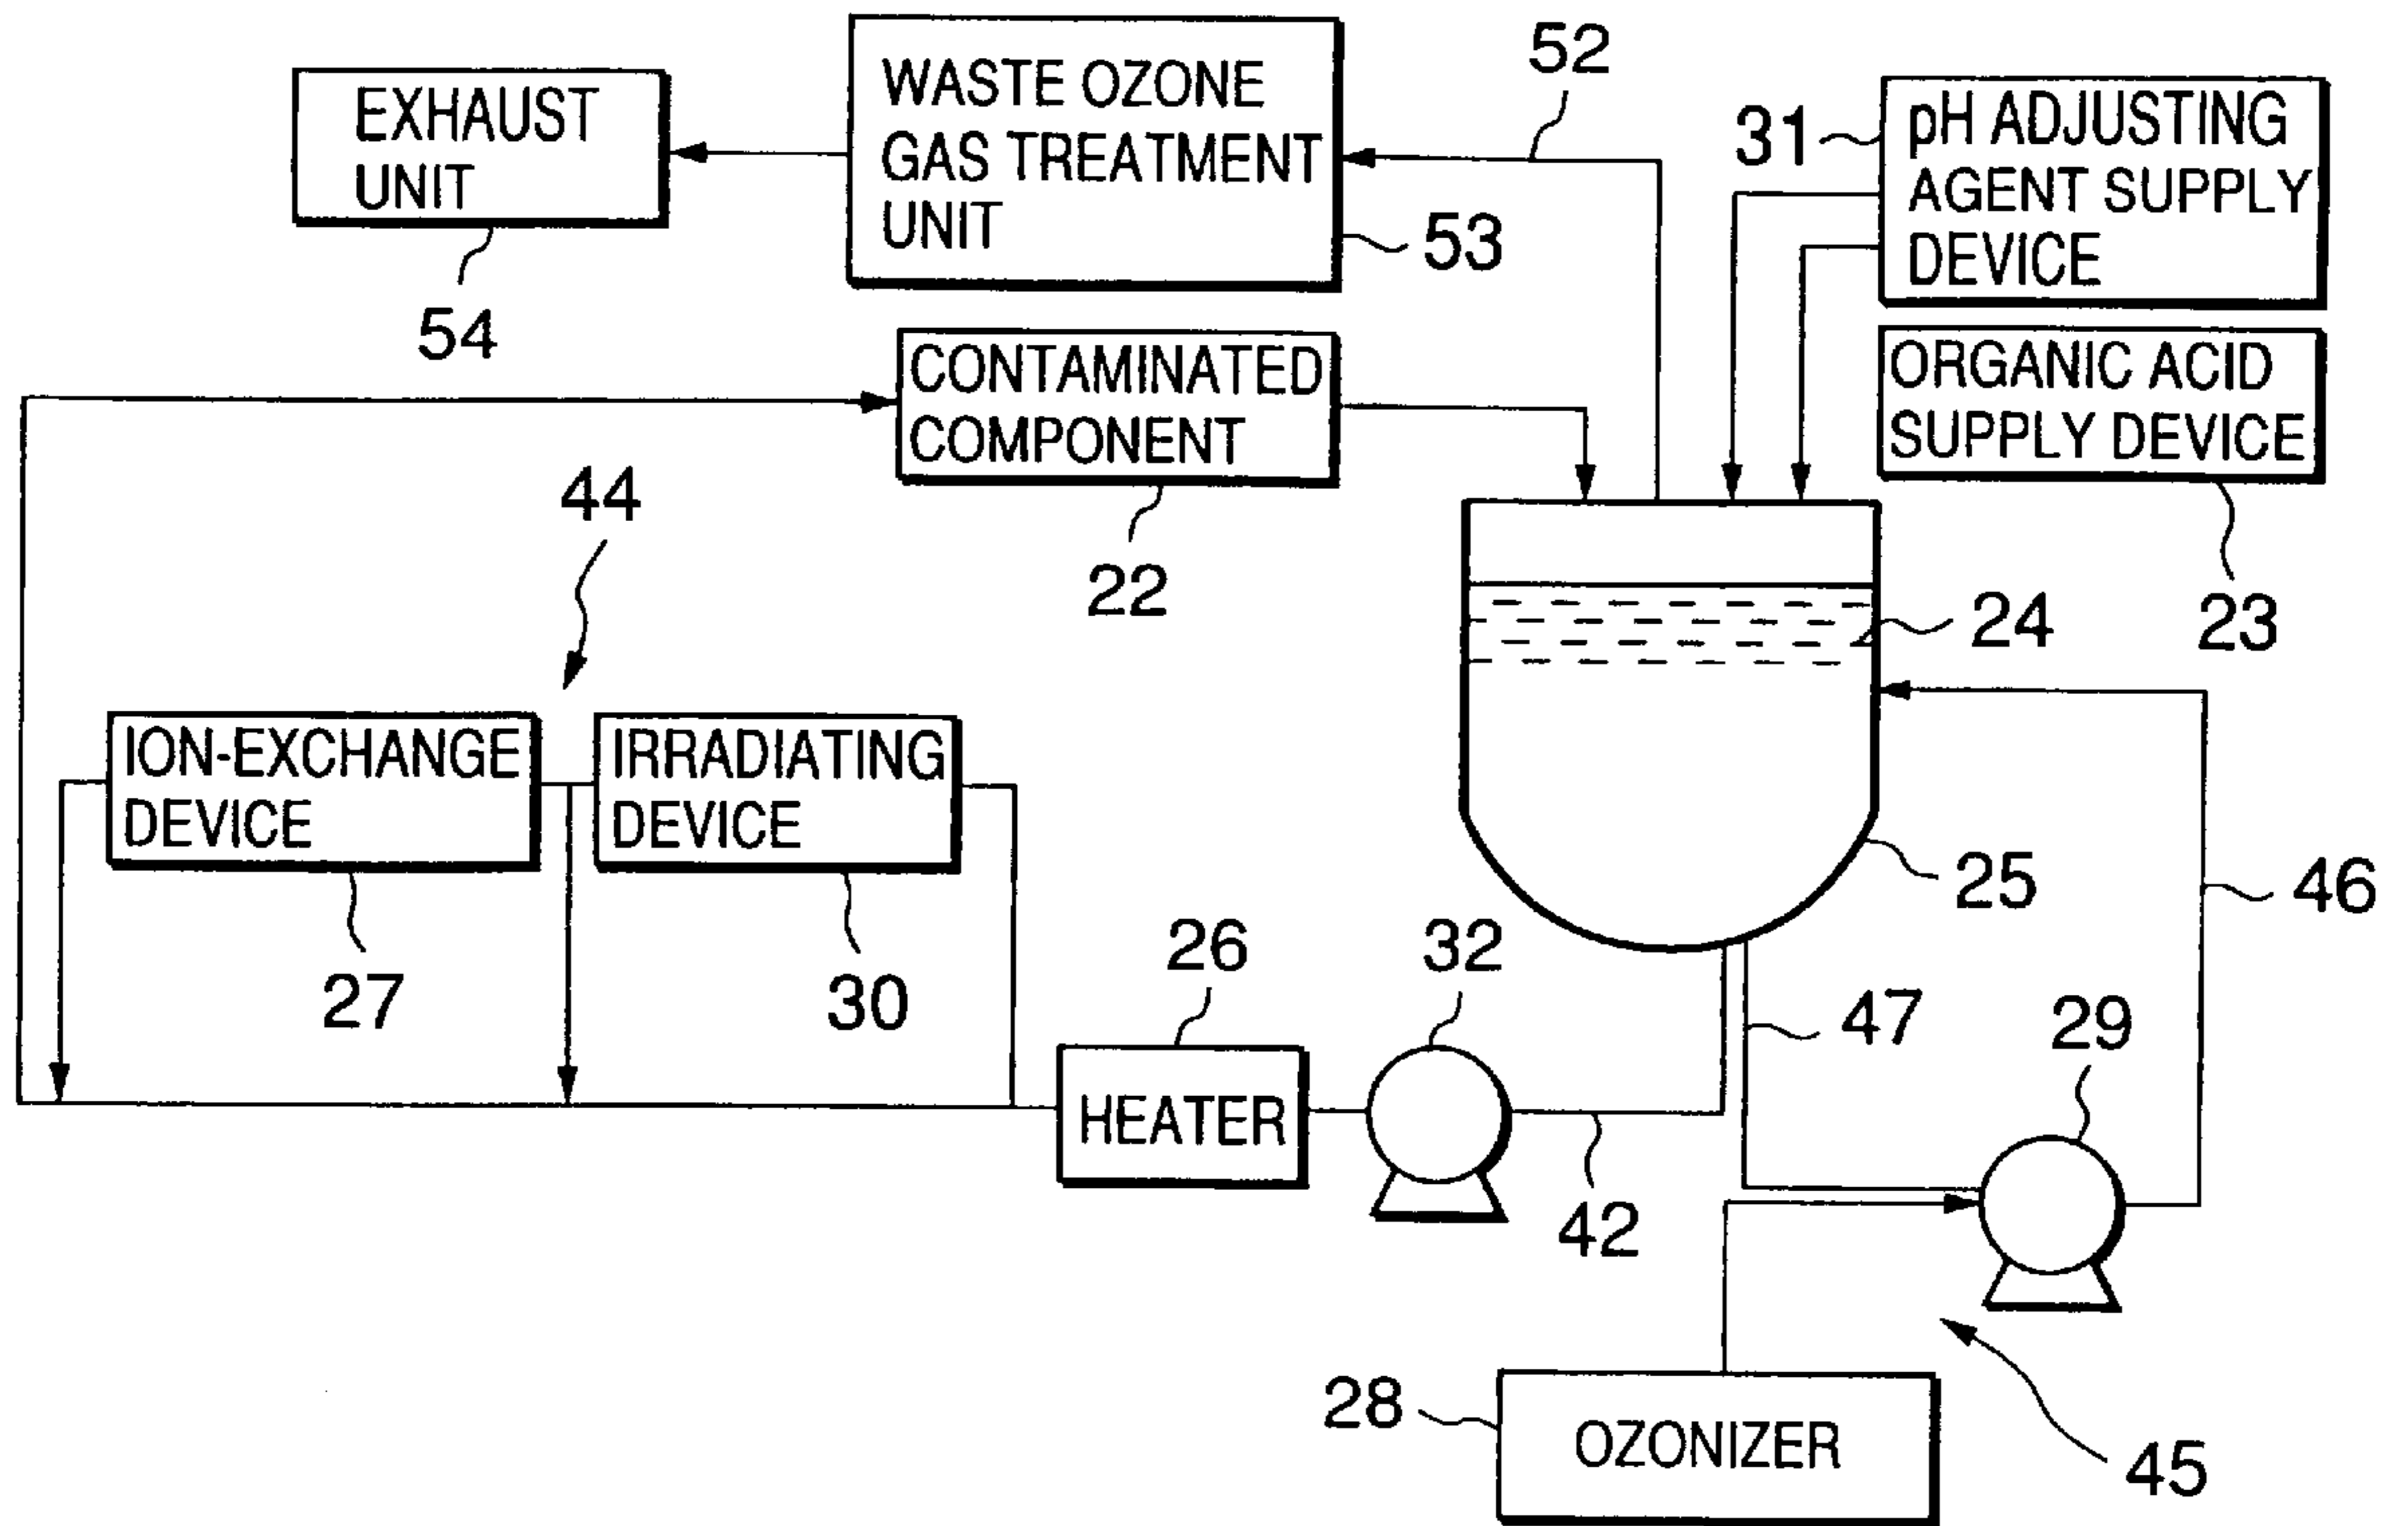 52
EXHAUST
UNIT
54
WASTE OZONE
GAS TREATMENT
UNIT
53
31
pH ADJUSTING
AGENT SUPPLY
DEVICE
CONTAMINATED
COMPONENT
22
ORGANIC ACID
SUPPLY DEVICE
23
44
24
ION-EXCHANGE
DEVICE
27
IRRADIATING
DEVICE
30
25
46
26
HEATER
32
42
47
29
28
OZONIZER
45